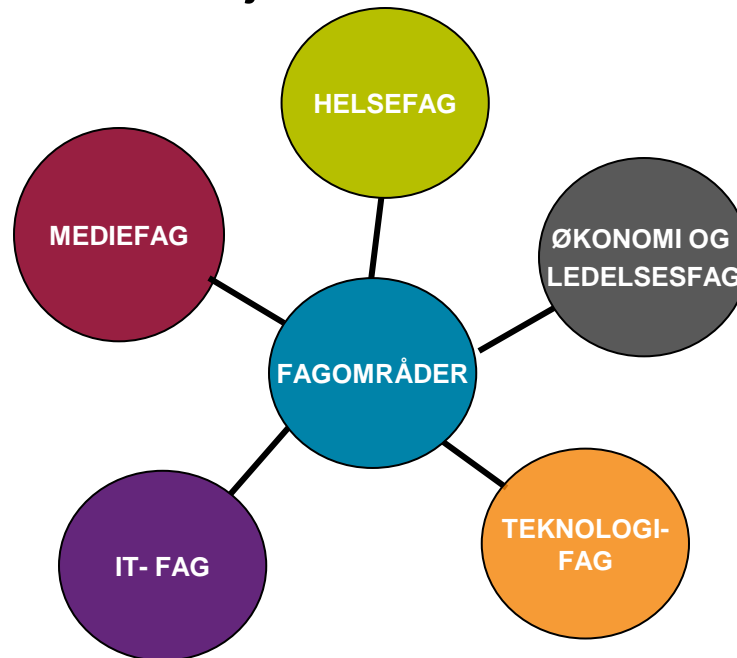 HELSEFAG
MEDIEFAG
ØKONOMI OG
LEDELSESFAG
FAGOMRÅDER
TEKNOLOGI-
FAG
IT- FAG